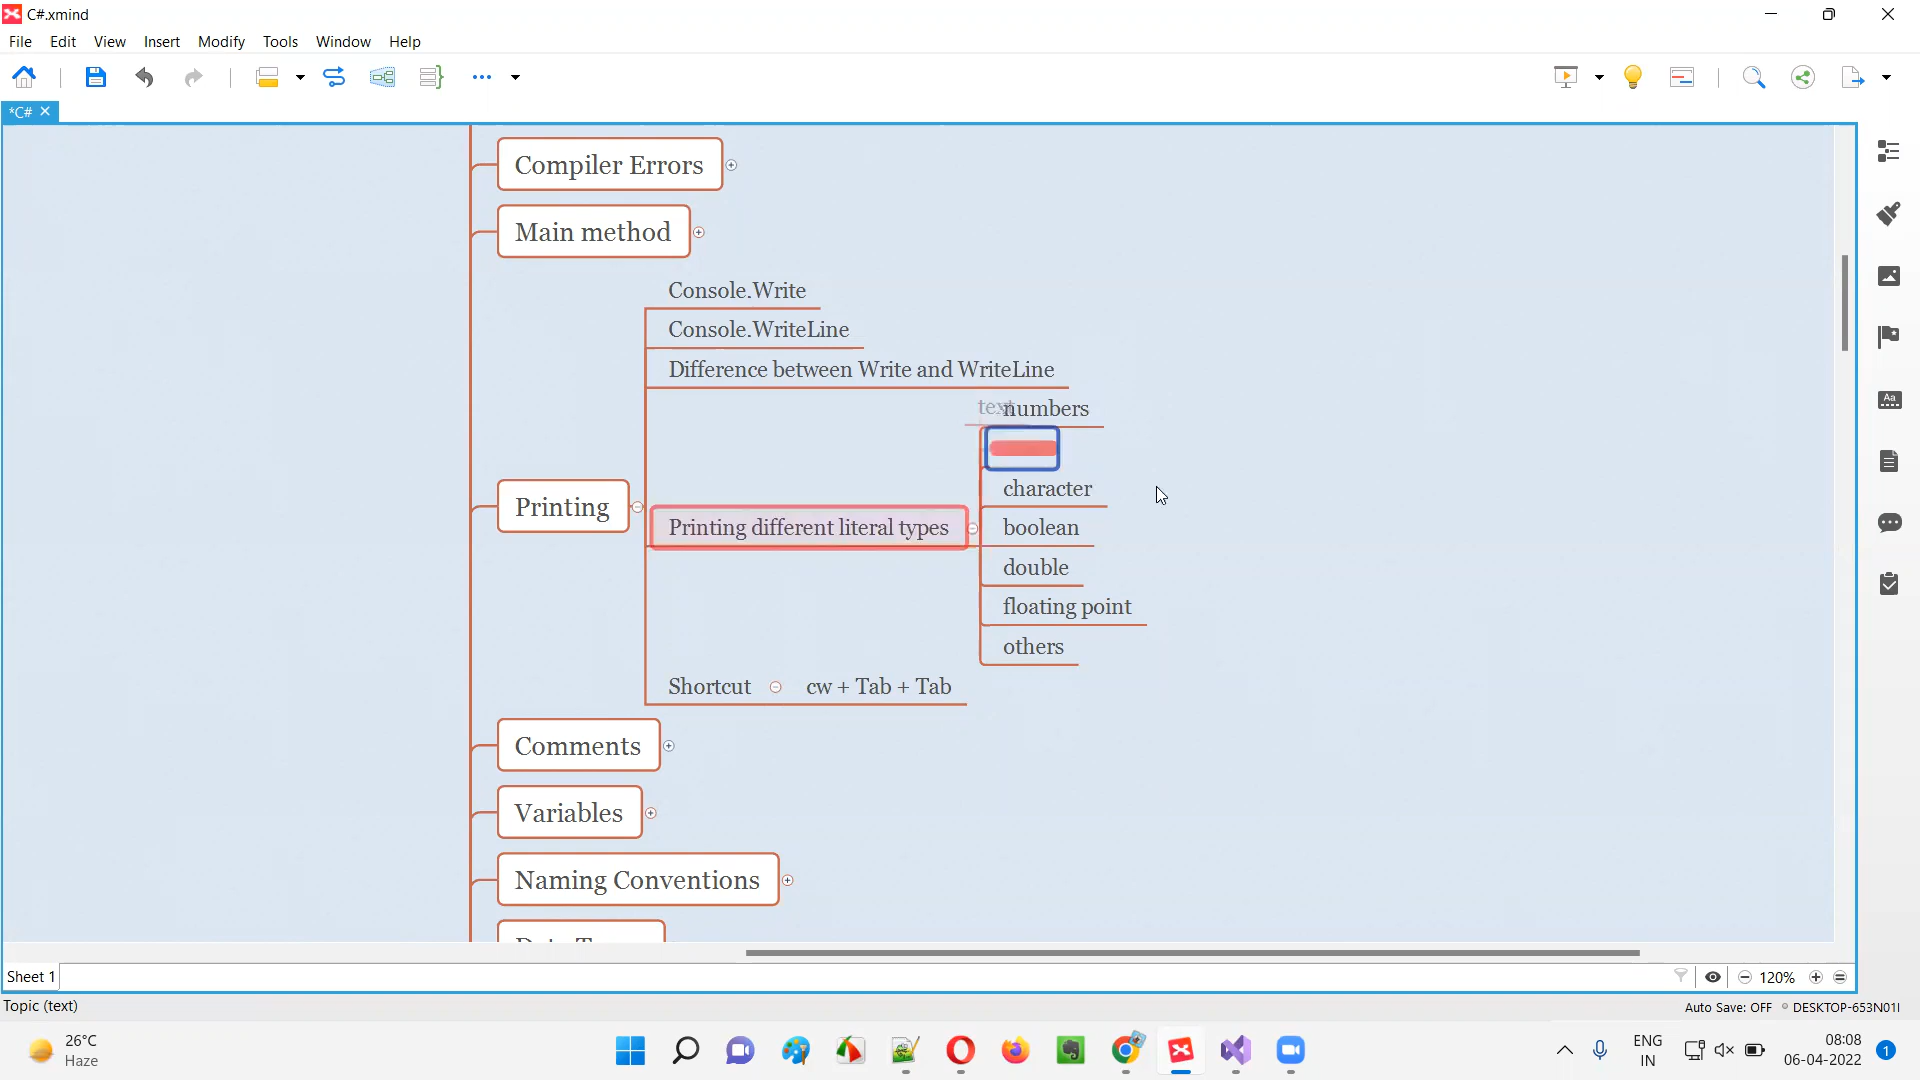 C#.xmind
File Edit View Insert Modify Tools Window Help
*C#
Compiler Errors
Main method
Console.Write
Console.WriteLine
Difference between Write and WriteLine
text
numbers
character
Printing
Printing different literal types
boolean
double
floating point
others
Shortcut cw + Tab + Tab
Comments
Variables
Naming Conventions
Sheet 1
120%
Topic (text)
Auto Save: OFF
DESKTOP-653N01I
26°C
Haze
ENG
IN
08:08
06-04-2022
1
Aa